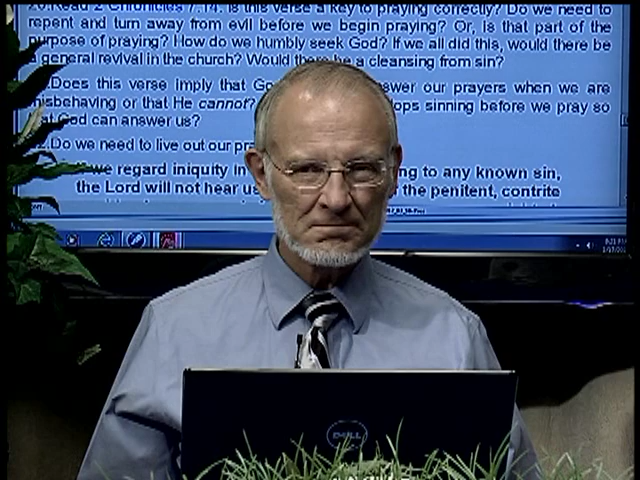 20.Read 2 Chronicles 7:14. Is this verse a key to praying correctly? Do we need to
repent and turn away from evil before we begin praying? Or, is that part of the
purpose of praying? How do we humbly seek God? If we all did this, would there be
a general revival in the church? Would there be a cleansing from sin?
Does this verse imply that answer our prayers when we are
misbehaving or that He cannot? ops sinning before we pray so
at God can answer us?
Do we need to live out our pra
we regard iniquity in ng to any known sin,
the Lord will not hear us the penitent, contrite
DELL